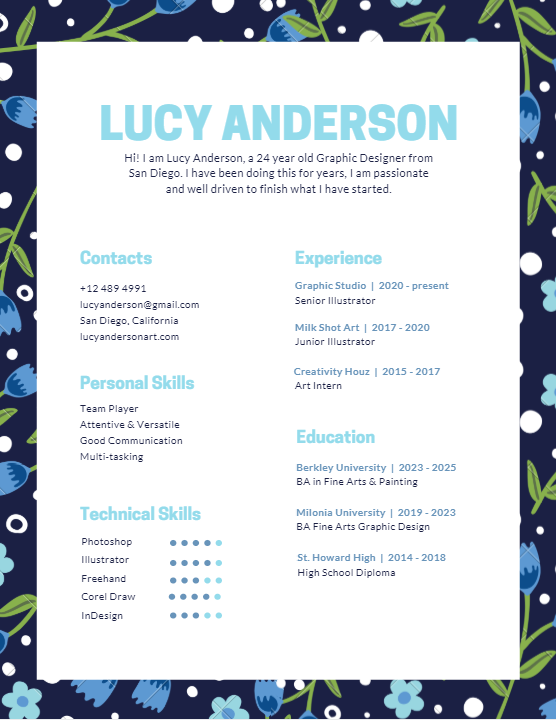 LUCY ANDERSON
Hi! I am Lucy Anderson, a 24 year old Graphic Designer from
San Diego. I have been doing this for years, I am passionate
and well driven to finish what I have started.
Contacts
+12 489 4991
lucyanderson@gmail.com
San Diego, California
lucyandersonart.com
Personal Skills
Team Player
Attentive & Versatile
Good Communication
Multi-tasking
Technical Skills
Photoshop
Illustrator
Freehand
Corel Draw
InDesign
Experience
Graphic Studio | 2020 - present
Senior Illustrator
Milk Shot Art | 2017 - 2020
Junior Illustrator
Creativity Houz | 2015 - 2017
Art Intern
Education
Berkley University | 2023 - 2025
BA in Fine Arts & Painting
Milonia University | 2019 - 2023
BA Fine Arts Graphic Design
St. Howard High | 2014 - 2018
High School Diploma